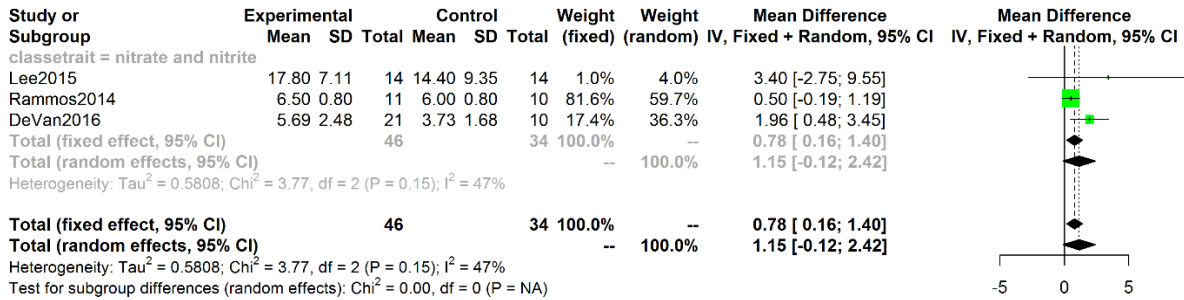 Study or Experimental Control Weight Weight Mean Difference Mean Difference
Subgroup Mean SD Total Mean SD Total (fixed) (random) IV, Fixed + Random, 95% CI IV, Fixed + Random, 95% CI
classetrait = nitrate and nitrite
Lee2015 17.80 7.11 14 14.40 9.35 14 1.0% 4.0% 3.40 [-2.75; 9.55]
Rammos2014 6.50 0.80 11 6.00 0.80 10 81.6% 59.7% 0.50 [-0.19; 1.19]
DeVan2016 5.69 2.48 21 3.73 1.68 10 17.4% 36.3% 1.96 [ 0.48; 3.45]
Total (fixed effect, 95% CI) 46 34 100.0% -- 0.78 [ 0.16; 1.40]
Total (random effects, 95% CI) -- 100.0% 1.15 [-0.12; 2.42]
Heterogeneity: Tau² = 0.5808; Chi² = 3.77, df = 2 (P = 0.15); I² = 47%
Total (fixed effect, 95% CI) 46 34 100.0% -- 0.78 [ 0.16; 1.40]
Total (random effects, 95% CI) -- 100.0% 1.15 [-0.12; 2.42]
Heterogeneity: Tau² = 0.5808; Chi² = 3.77, df = 2 (P = 0.15); I² = 47%
Test for subgroup differences (random effects): Chi² = 0.00, df = 0 (P = NA)
-5 0 5